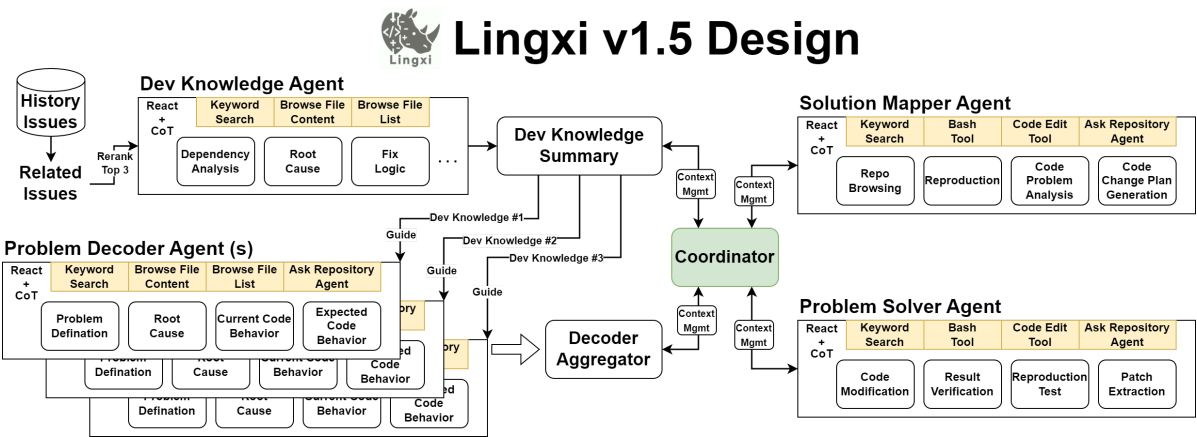 Lingxi
Lingxi v1.5 Design
History
Issues
Related
Issues
Rerank
Top 3
Dev Knowledge Agent
React
+
CoT
Keyword
Search
Browse File
Content
Browse File
List
Dependency
Analysis
Root
Cause
Fix
Logic
. . .
Dev Knowledge
Summary
Dev Knowledge #1
Dev Knowledge #2
Dev Knowledge #3
Guide
Guide
Guide
Problem Decoder Agent (s)
React
+
CoT
Keyword
Search
Browse File
Content
Browse File
List
Ask Repository
Agent
Problem
Defination
Root
Cause
Current Code
Behavior
Expected
Code
Behavior
Defination
Cause
Behavior
Code
Behavior
Defination
Cause
Behavior
Code
Behavior
Decoder
Aggregator
Context
Mgmt
Context
Mgmt
Coordinator
Context
Mgmt
Context
Mgmt
Solution Mapper Agent
React
+
CoT
Keyword
Search
Bash
Tool
Code Edit
Tool
Ask Repository
Agent
Repo
Browsing
Reproduction
Code
Problem
Analysis
Code
Change Plan
Generation
Problem Solver Agent
React
+
CoT
Keyword
Search
Bash
Tool
Code Edit
Tool
Ask Repository
Agent
Code
Modification
Result
Verification
Reproduction
Test
Patch
Extraction